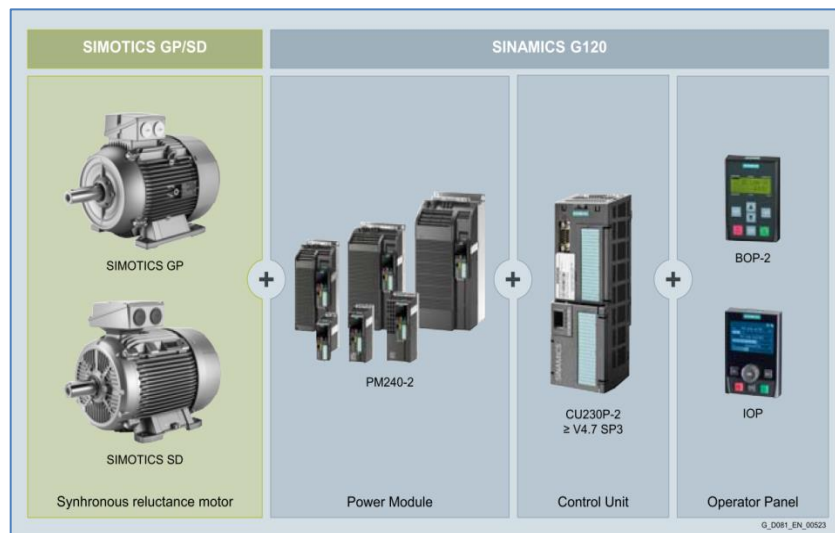 SIMOTICS GP/SD
SINAMICS G120
SIMOTICS GP
SIMOTICS SD
Synhronous reluctance motor
PM240-2
Power Module
SINAMICS
CU230P-2
≥ V4.7 SP3
Control Unit
BOP-2
IOP
Operator Panel
G_D081_EN_00523